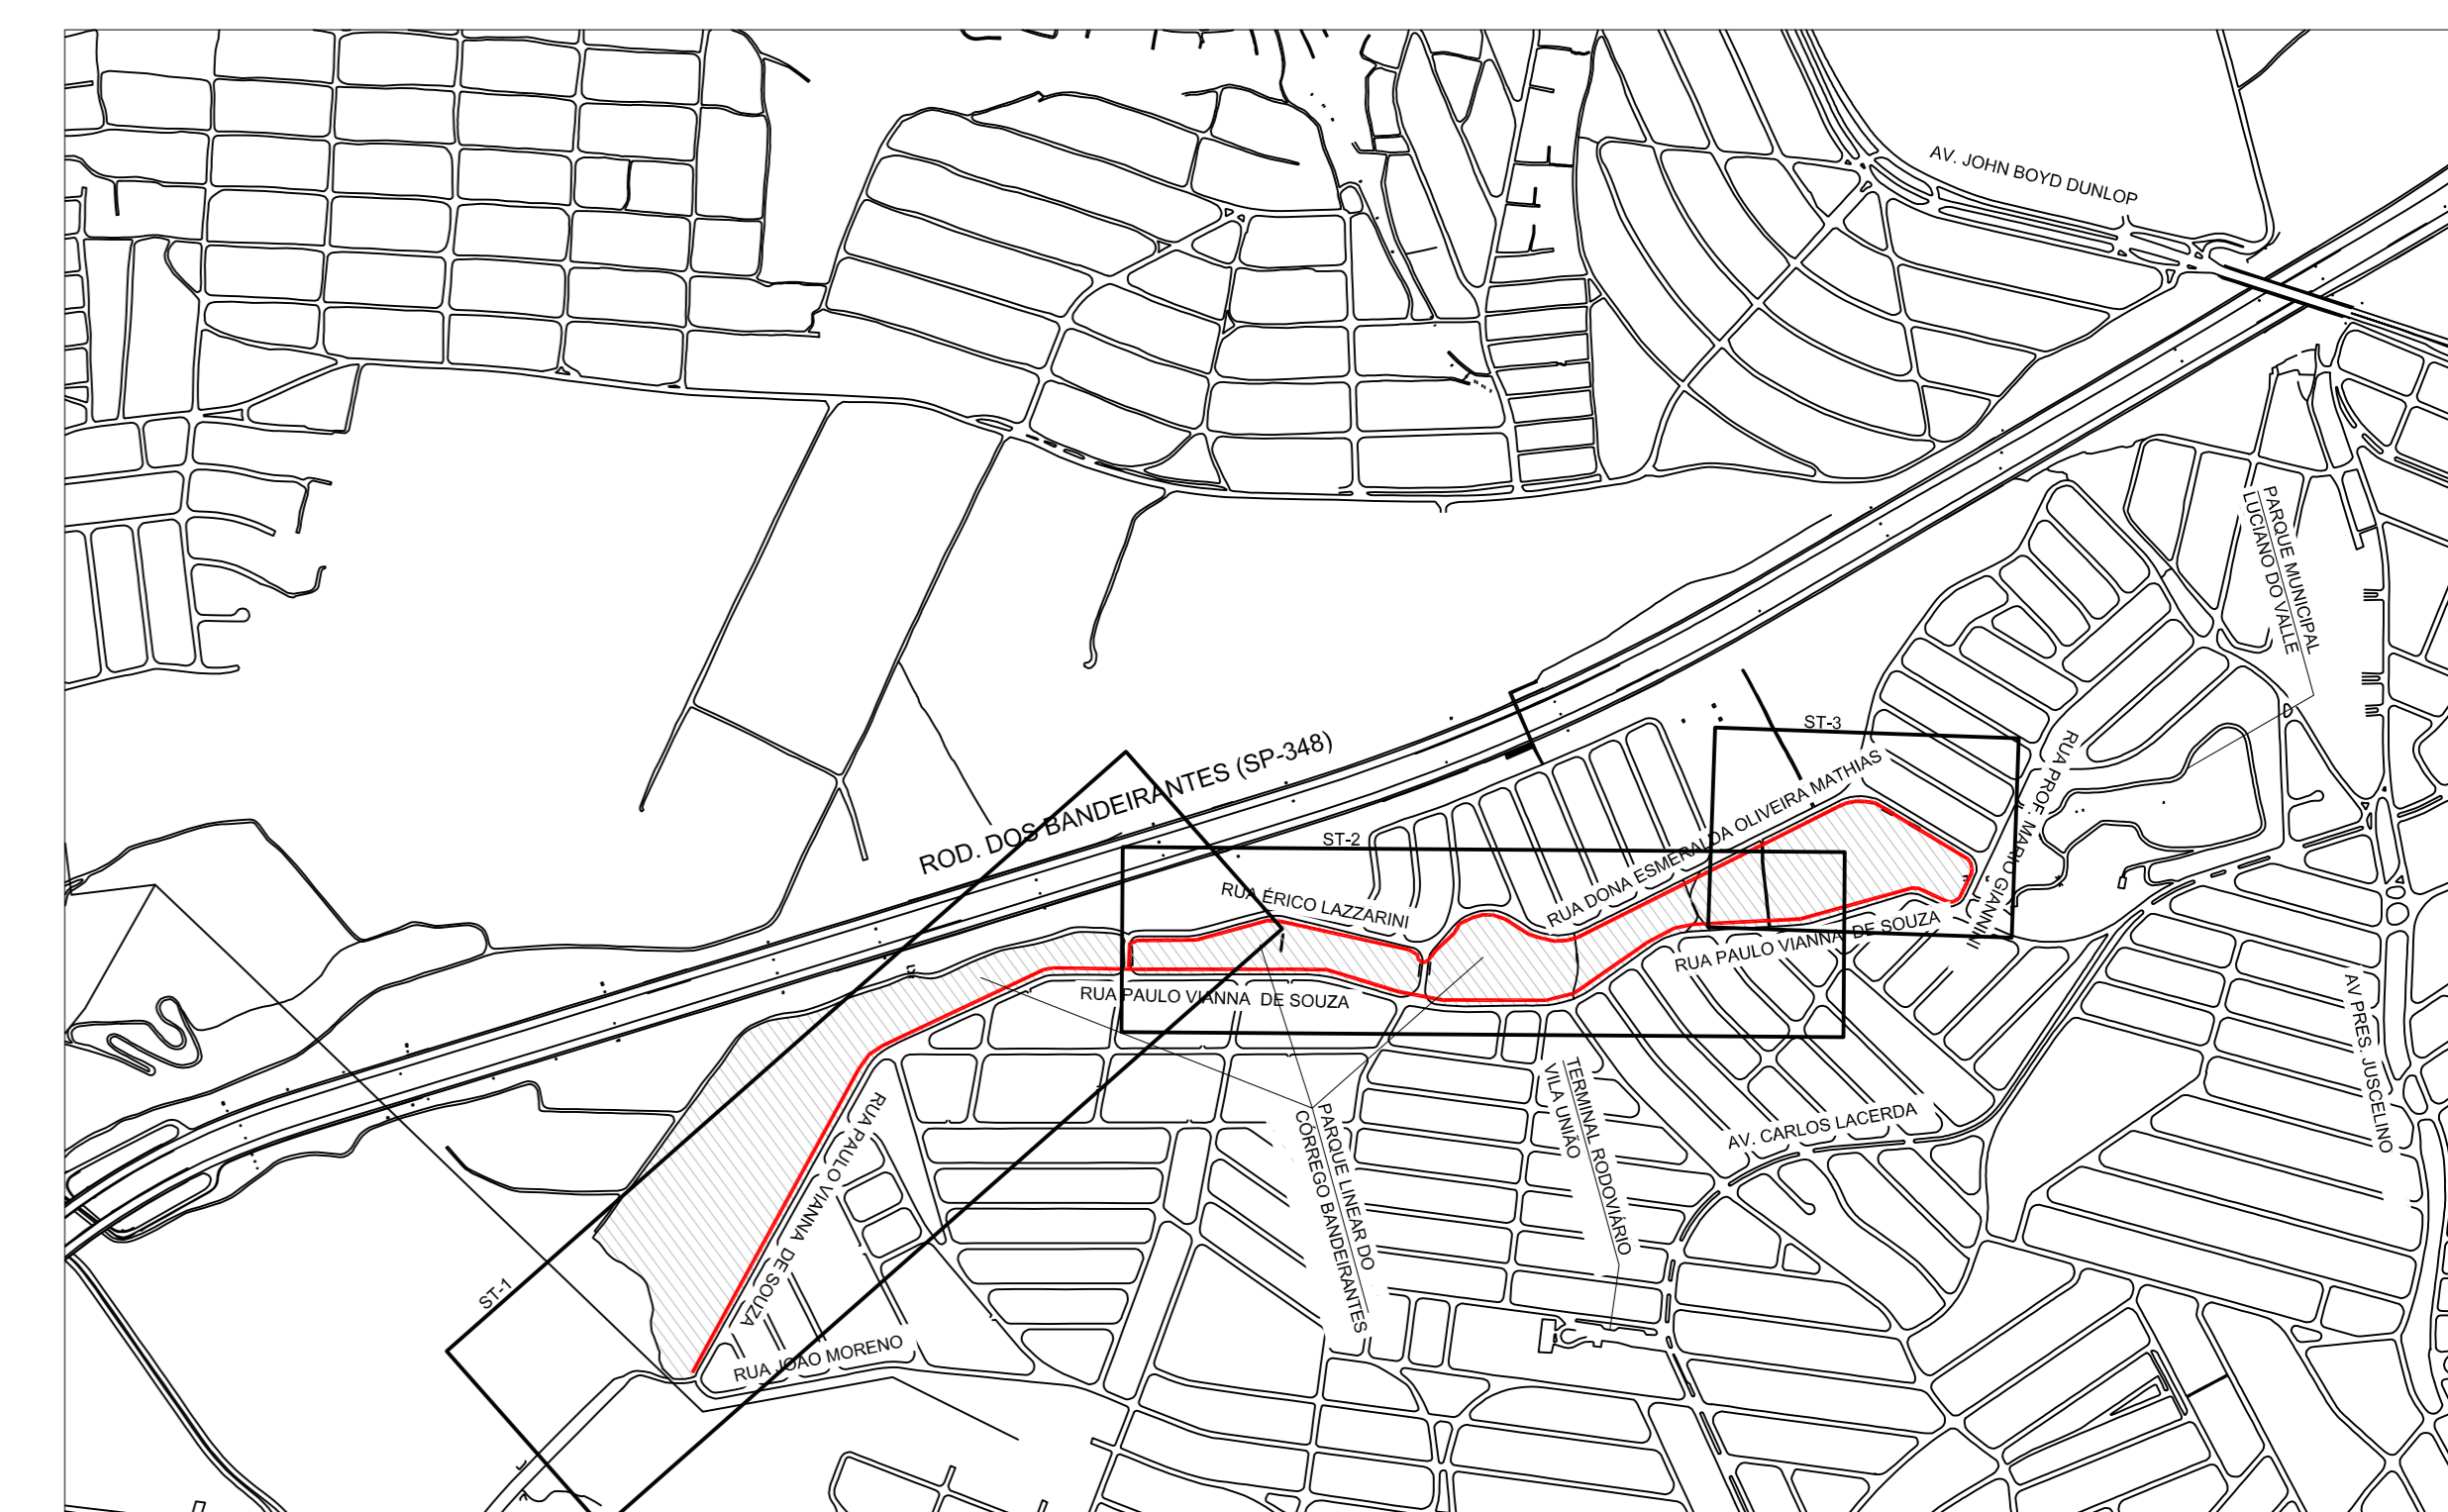 AV. JOHN BOYD DUNLOP
PARQUE MUNICIPAL
LUCIANO DO VALLE
ST-3
ROD. DOS BANDEIRANTES (SP-348)
RUA PROF. MARIO GIANNINI
RUA DONA ESMERALDA OLIVEIRA MATHIAS
ST-2
RUA ÉRICO LAZZARINI
RUA PAULO VIANNA DE SOUZA
RUA PAULO VIANNA DE SOUZA
AV PRES. JUSCELINO
TERMINAL RODOVIÁRIO
VILA UNIÃO
AV. CARLOS LACERDA
RUA PAULO VIANNA DE SOUZA
PARQUE LINEAR DO
CÓRREGO BANDEIRANTES
ST-1
RUA JOÃO MORENO